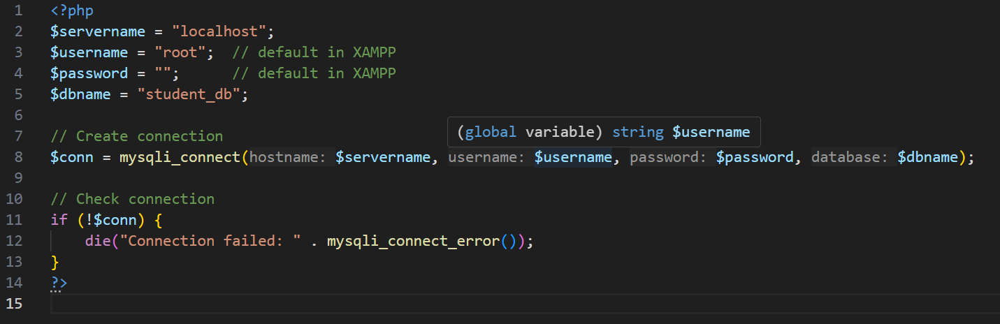 1 <?php
2 $servername = "localhost";
3 $username = "root";  // default in XAMPP
4 $password = "";      // default in XAMPP
5 $dbname = "student_db";
6
(global variable) string $username
7 // Create connection
8 $conn = mysqli_connect(hostname: $servername, username: $username, password: $password, database: $dbname);
9
10 // Check connection
11 if (!$conn) {
12     die("Connection failed: " . mysqli_connect_error());
13 }
14 ?>
15